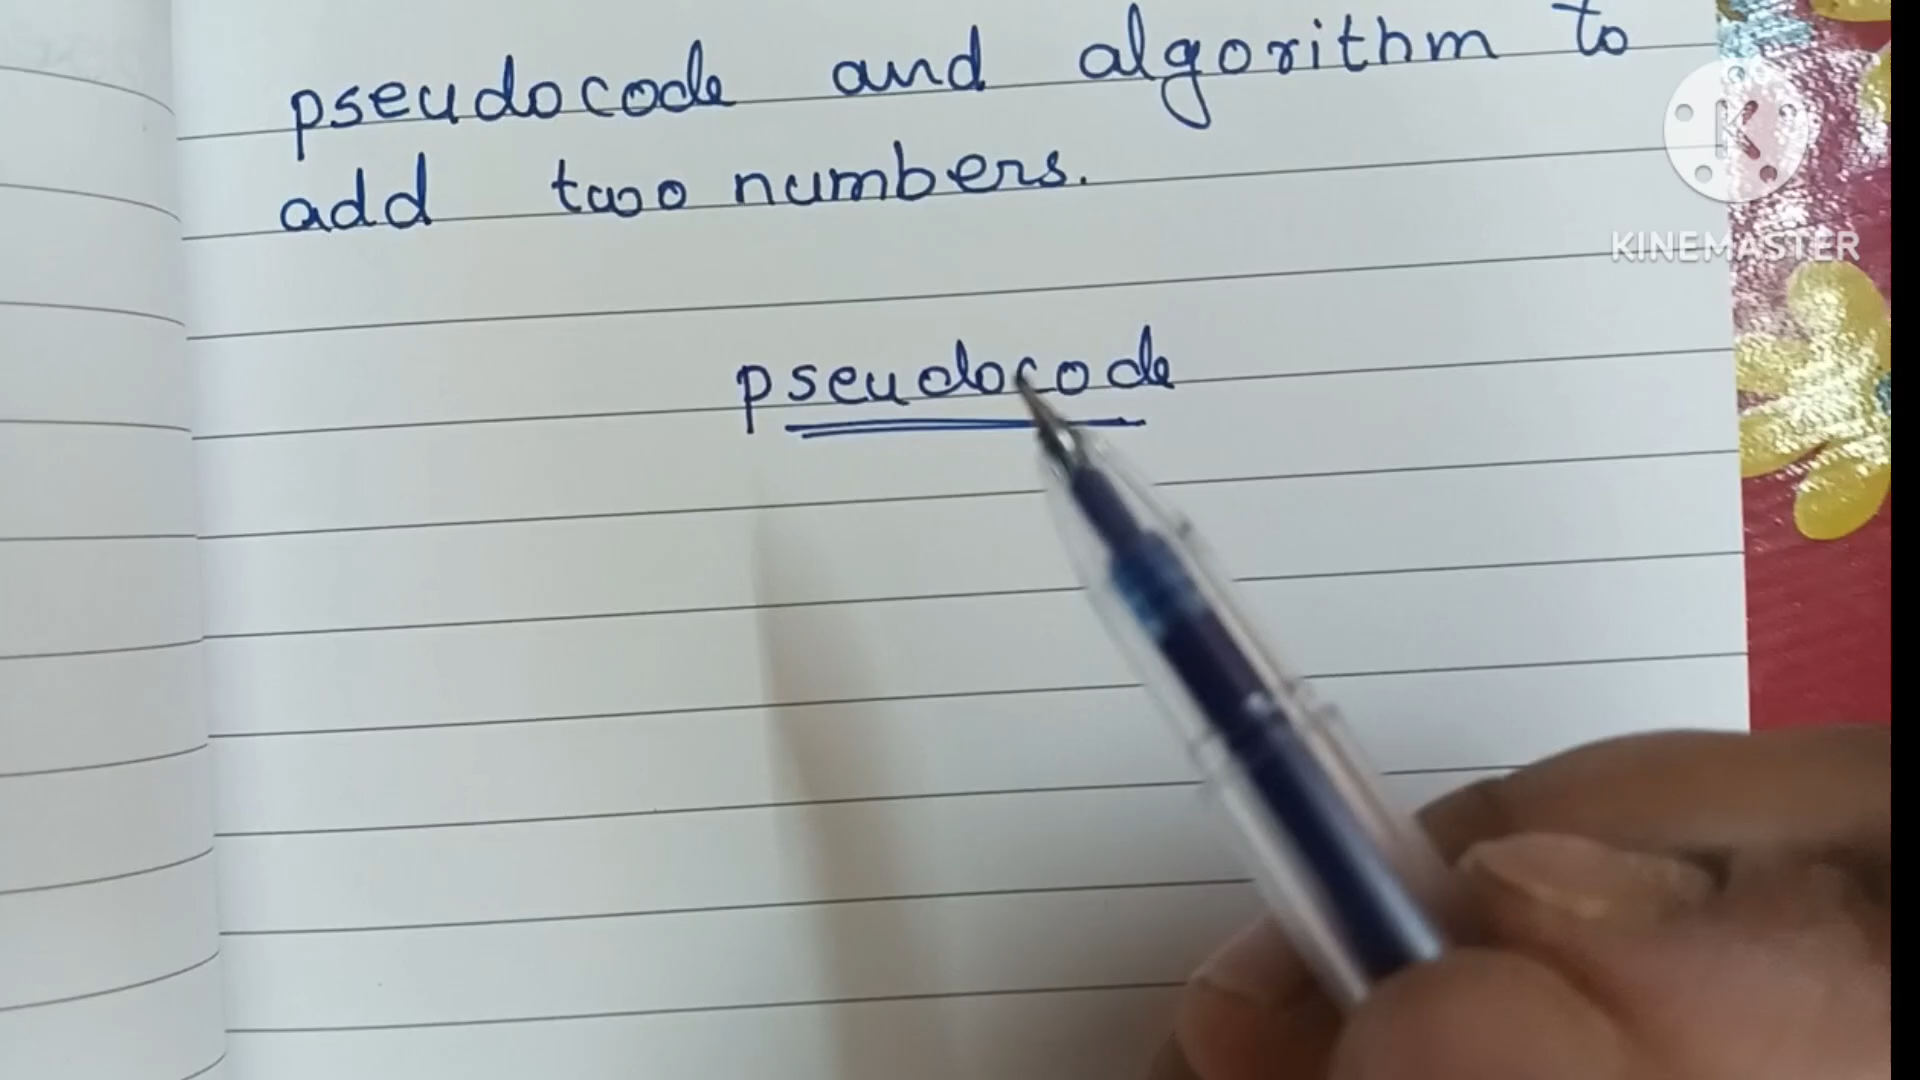 pseudocode and algorithm to
add two numbers.
KINEMASTER
pseudocode